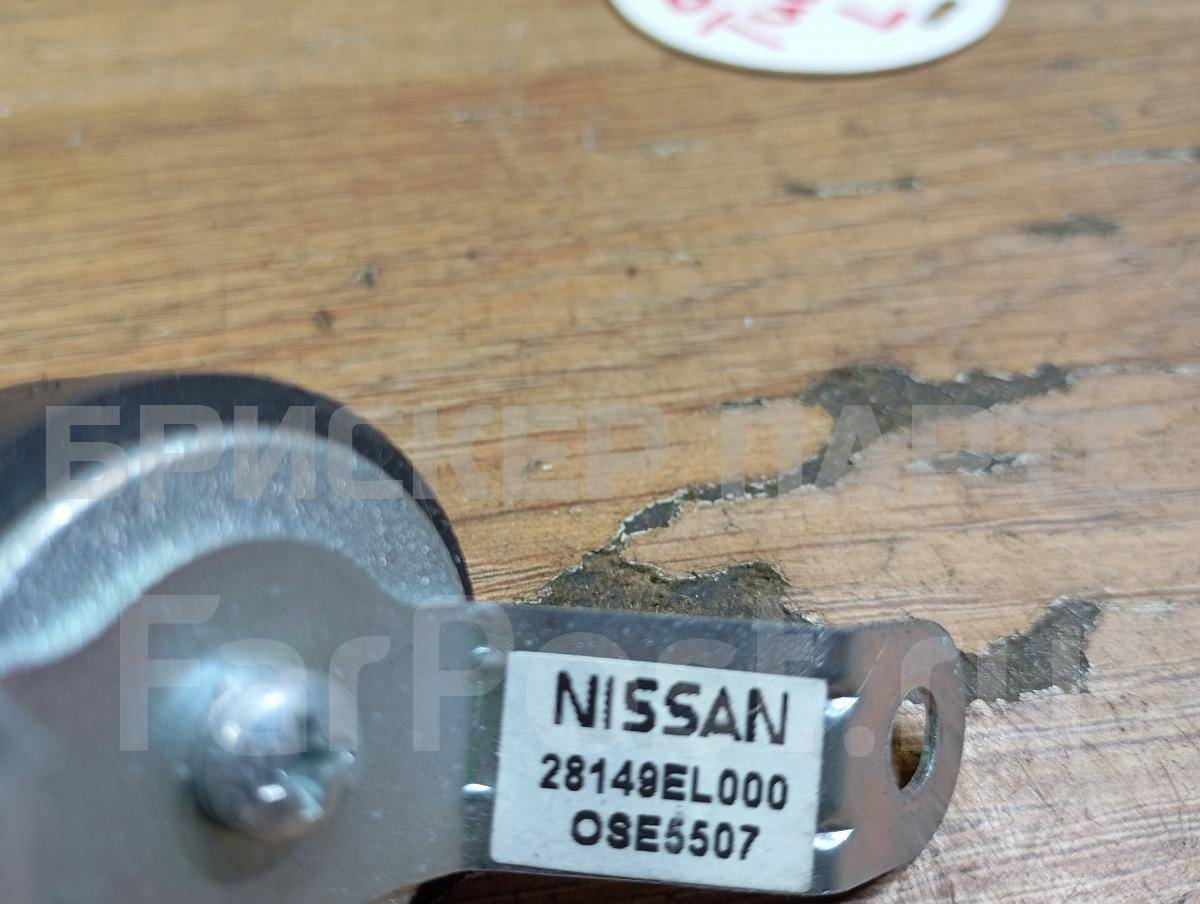 БРИСКЕР ПАРТС
FarPost.ru
NISSAN
28149EL000
OSE5507